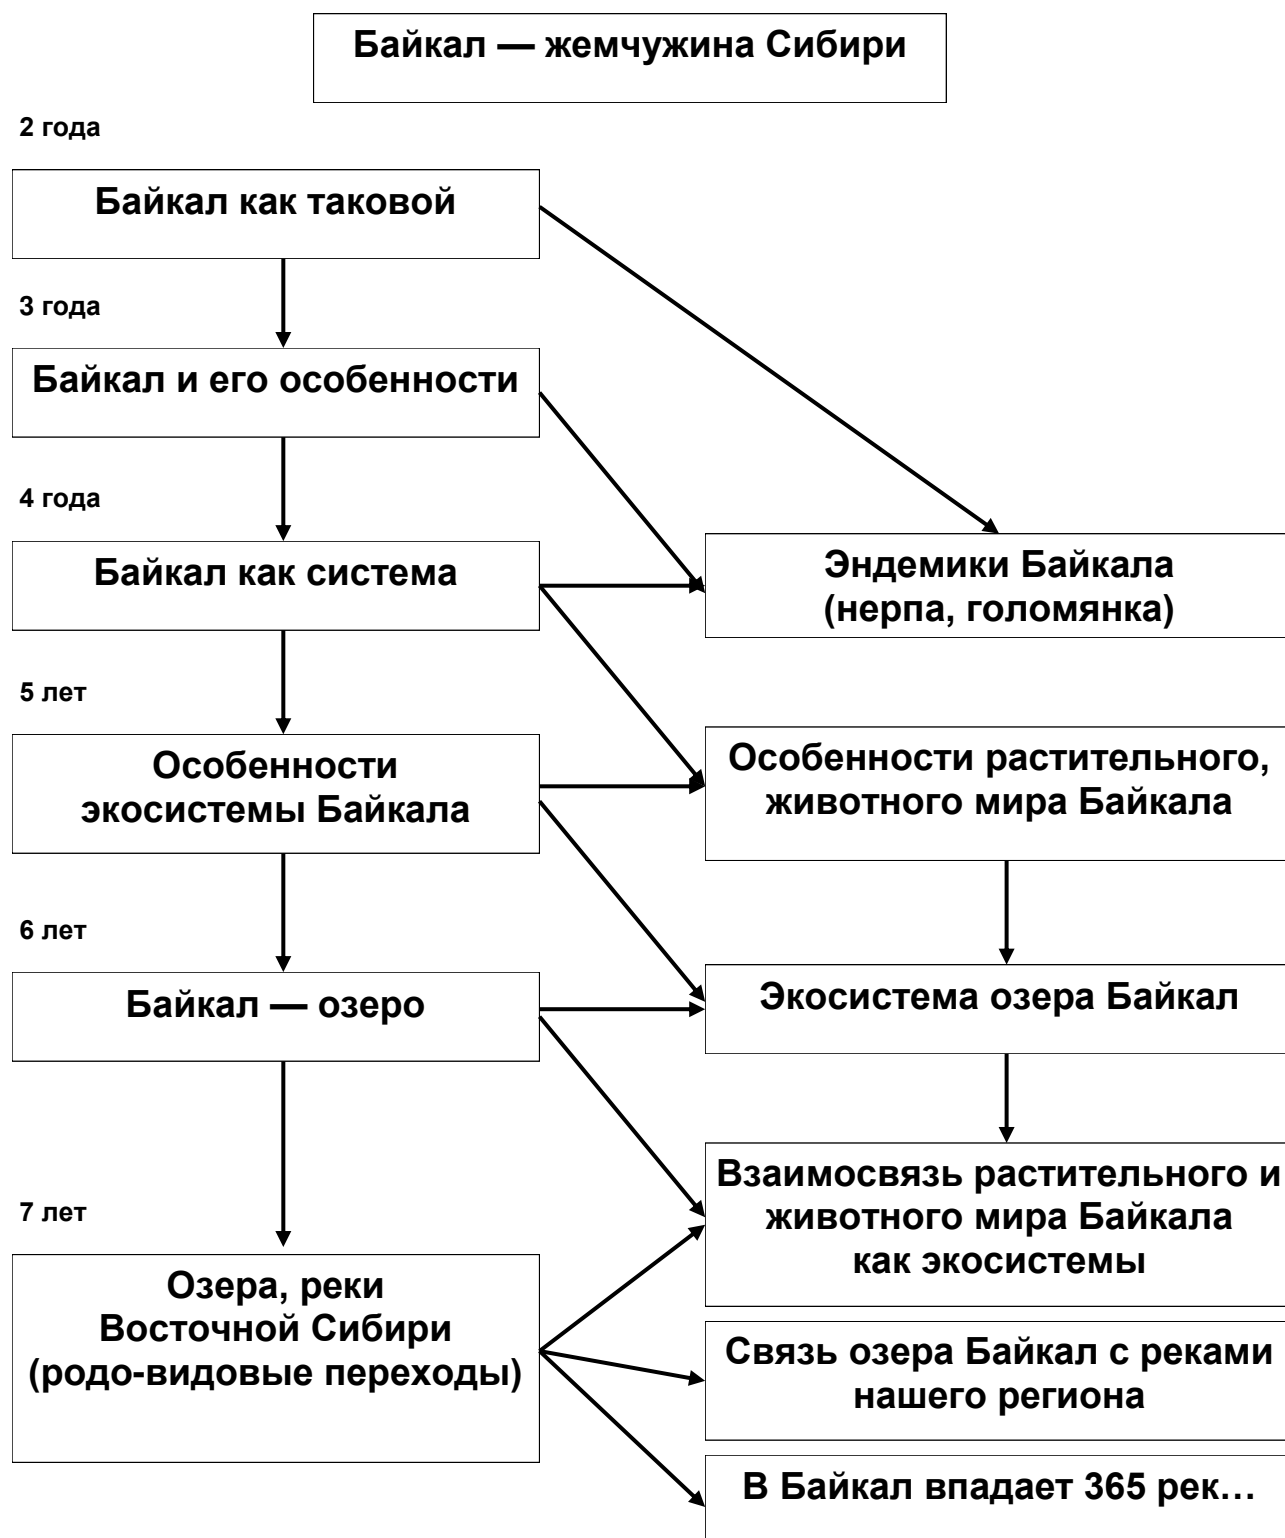 Байкал — жемчужина Сибири
2 года
Байкал как таковой
3 года
Байкал и его особенности
4 года
Байкал как система
Эндемики Байкала
(нерпа, голомянка)
5 лет
Особенности
экосистемы Байкала
Особенности растительного,
животного мира Байкала
6 лет
Байкал — озеро
Экосистема озера Байкал
7 лет
Взаимосвязь растительного и
животного мира Байкала
как экосистемы
Озера, реки
Восточной Сибири
(родо-видовые переходы)
Связь озера Байкал с реками
нашего региона
В Байкал впадает 365 рек…